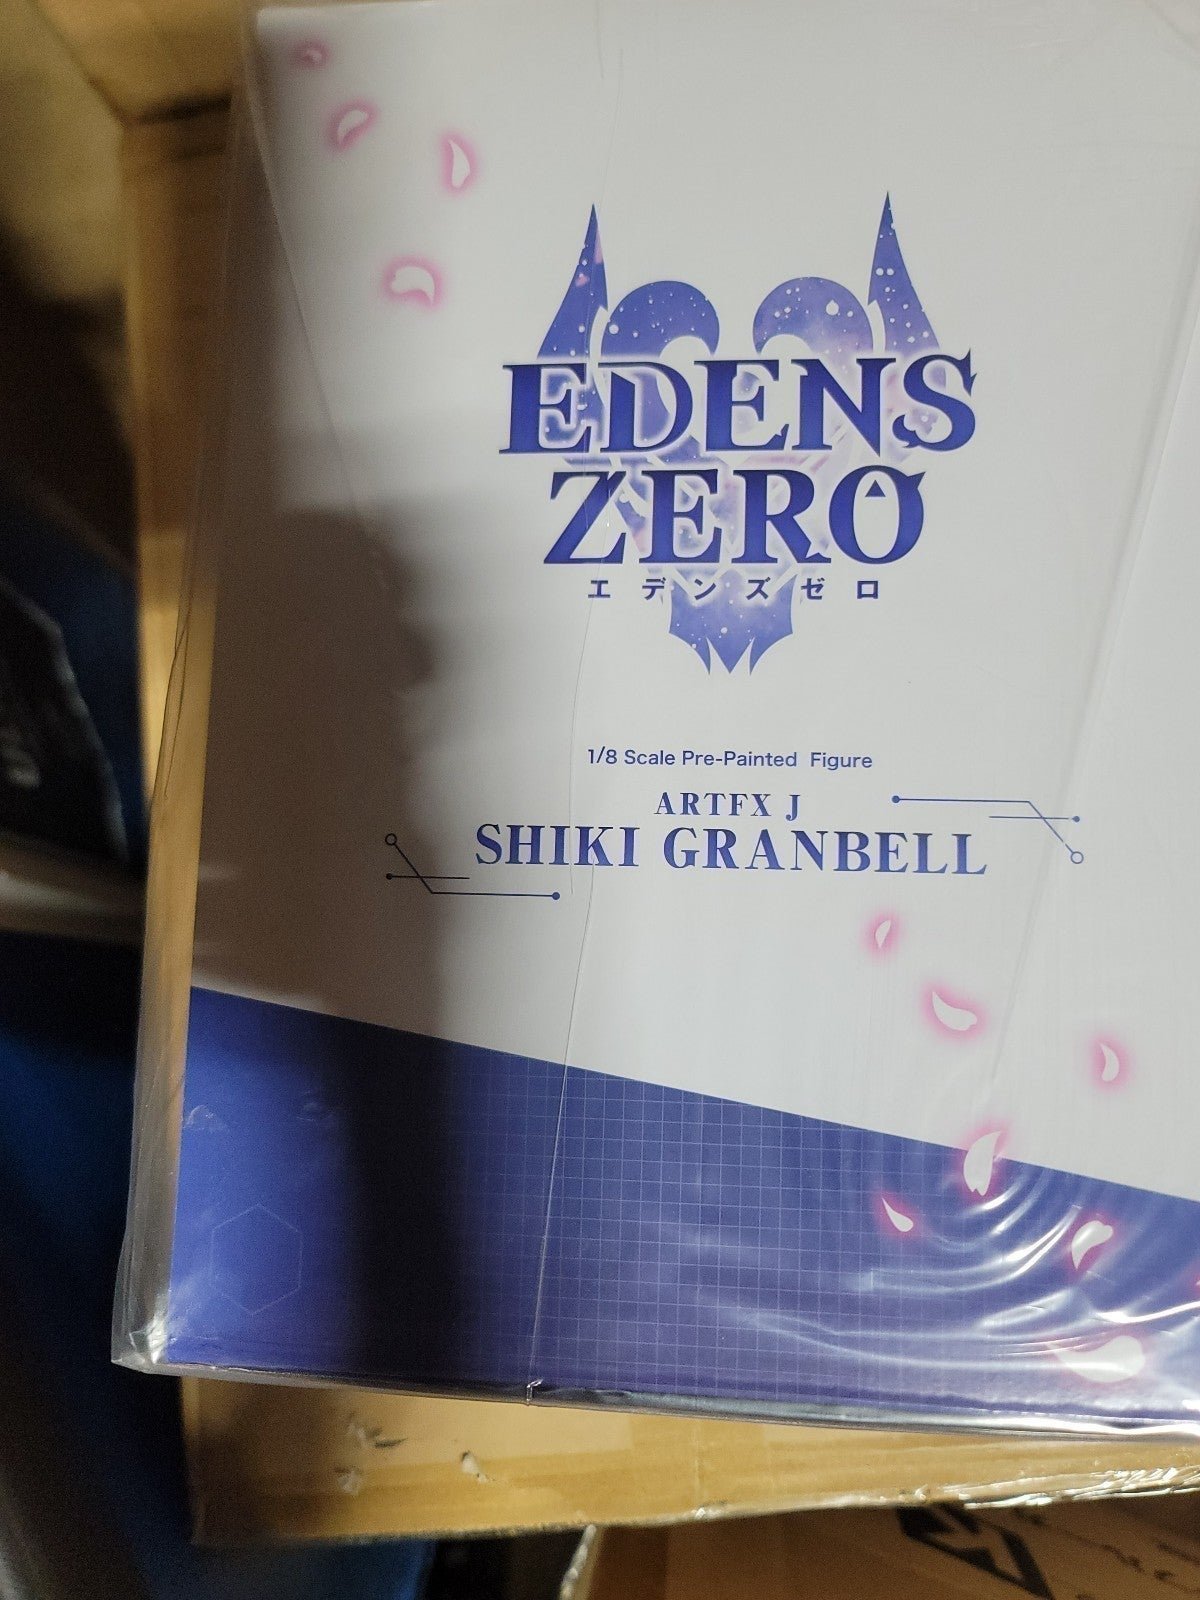 EDENS
ZERO
エデンズゼロ
1/8 Scale Pre-Painted Figure
ARTFX J
SHIKI GRANBELL